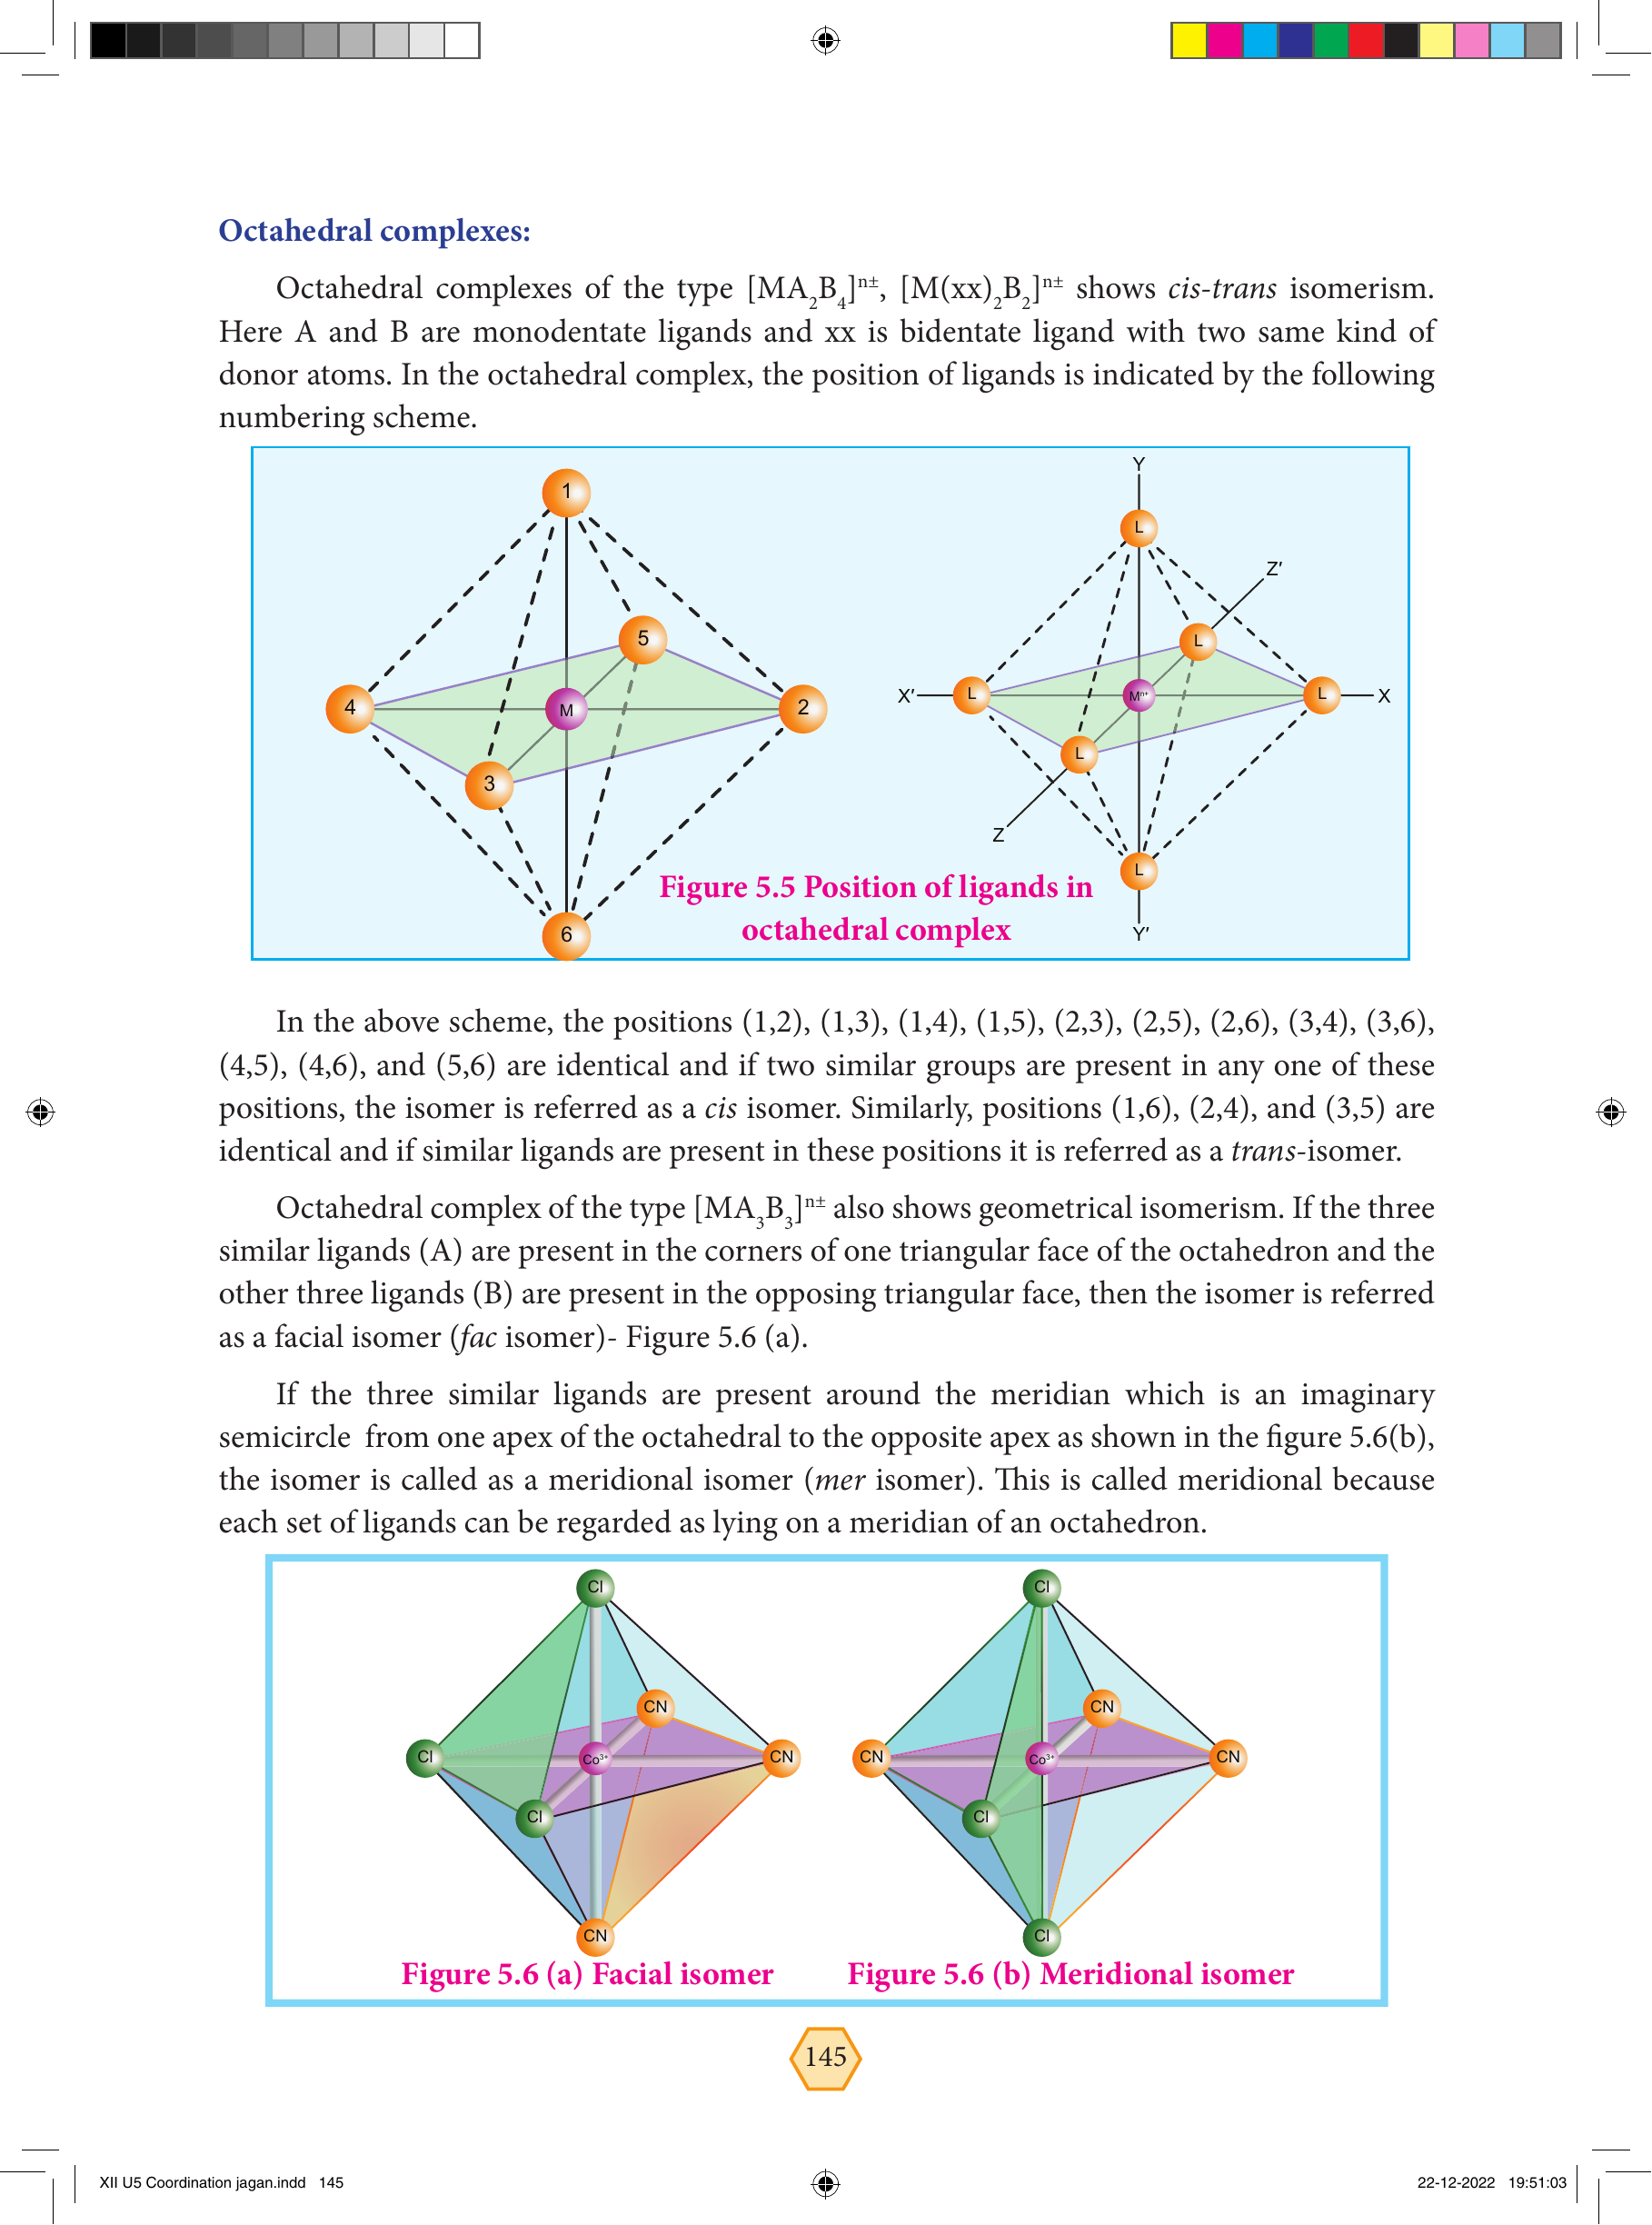 Octahedral complexes:
Octahedral complexes of the type [MA₂B₄]ⁿ±, [M(xx)₂B₂]ⁿ± shows cis-trans isomerism.
Here A and B are monodentate ligands and xx is bidentate ligand with two same kind of
donor atoms. In the octahedral complex, the position of ligands is indicated by the following
numbering scheme.
1
5
4
M
2
3
6
Y
L
Z′
L
X′
L
Mⁿ⁺
L
X
L
Z
L
Y′
Figure 5.5 Position of ligands in
octahedral complex
In the above scheme, the positions (1,2), (1,3), (1,4), (1,5), (2,3), (2,5), (2,6), (3,4), (3,6),
(4,5), (4,6), and (5,6) are identical and if two similar groups are present in any one of these
positions, the isomer is referred as a cis isomer. Similarly, positions (1,6), (2,4), and (3,5) are
identical and if similar ligands are present in these positions it is referred as a trans-isomer.
Octahedral complex of the type [MA₃B₃]ⁿ± also shows geometrical isomerism. If the three
similar ligands (A) are present in the corners of one triangular face of the octahedron and the
other three ligands (B) are present in the opposing triangular face, then the isomer is referred
as a facial isomer (fac isomer)- Figure 5.6 (a).
If the three similar ligands are present around the meridian which is an imaginary
semicircle from one apex of the octahedral to the opposite apex as shown in the figure 5.6(b),
the isomer is called as a meridional isomer (mer isomer). This is called meridional because
each set of ligands can be regarded as lying on a meridian of an octahedron.
Cl
CN
Cl
Co³⁺
CN
Cl
CN
Figure 5.6 (a) Facial isomer
Cl
CN
CN
Co³⁺
CN
Cl
Cl
Figure 5.6 (b) Meridional isomer
145
XII U5 Coordination jagan.indd 145
22-12-2022 19:51:03